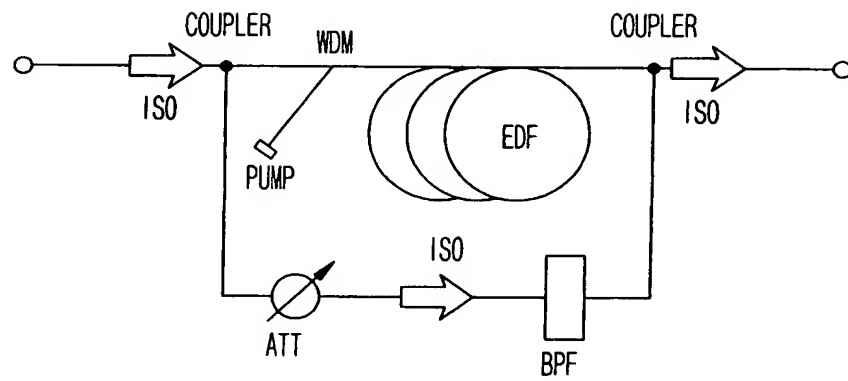 COUPLER
WDM
COUPLER
ISO
ISO
PUMP
EDF
ISO
ATT
BPF